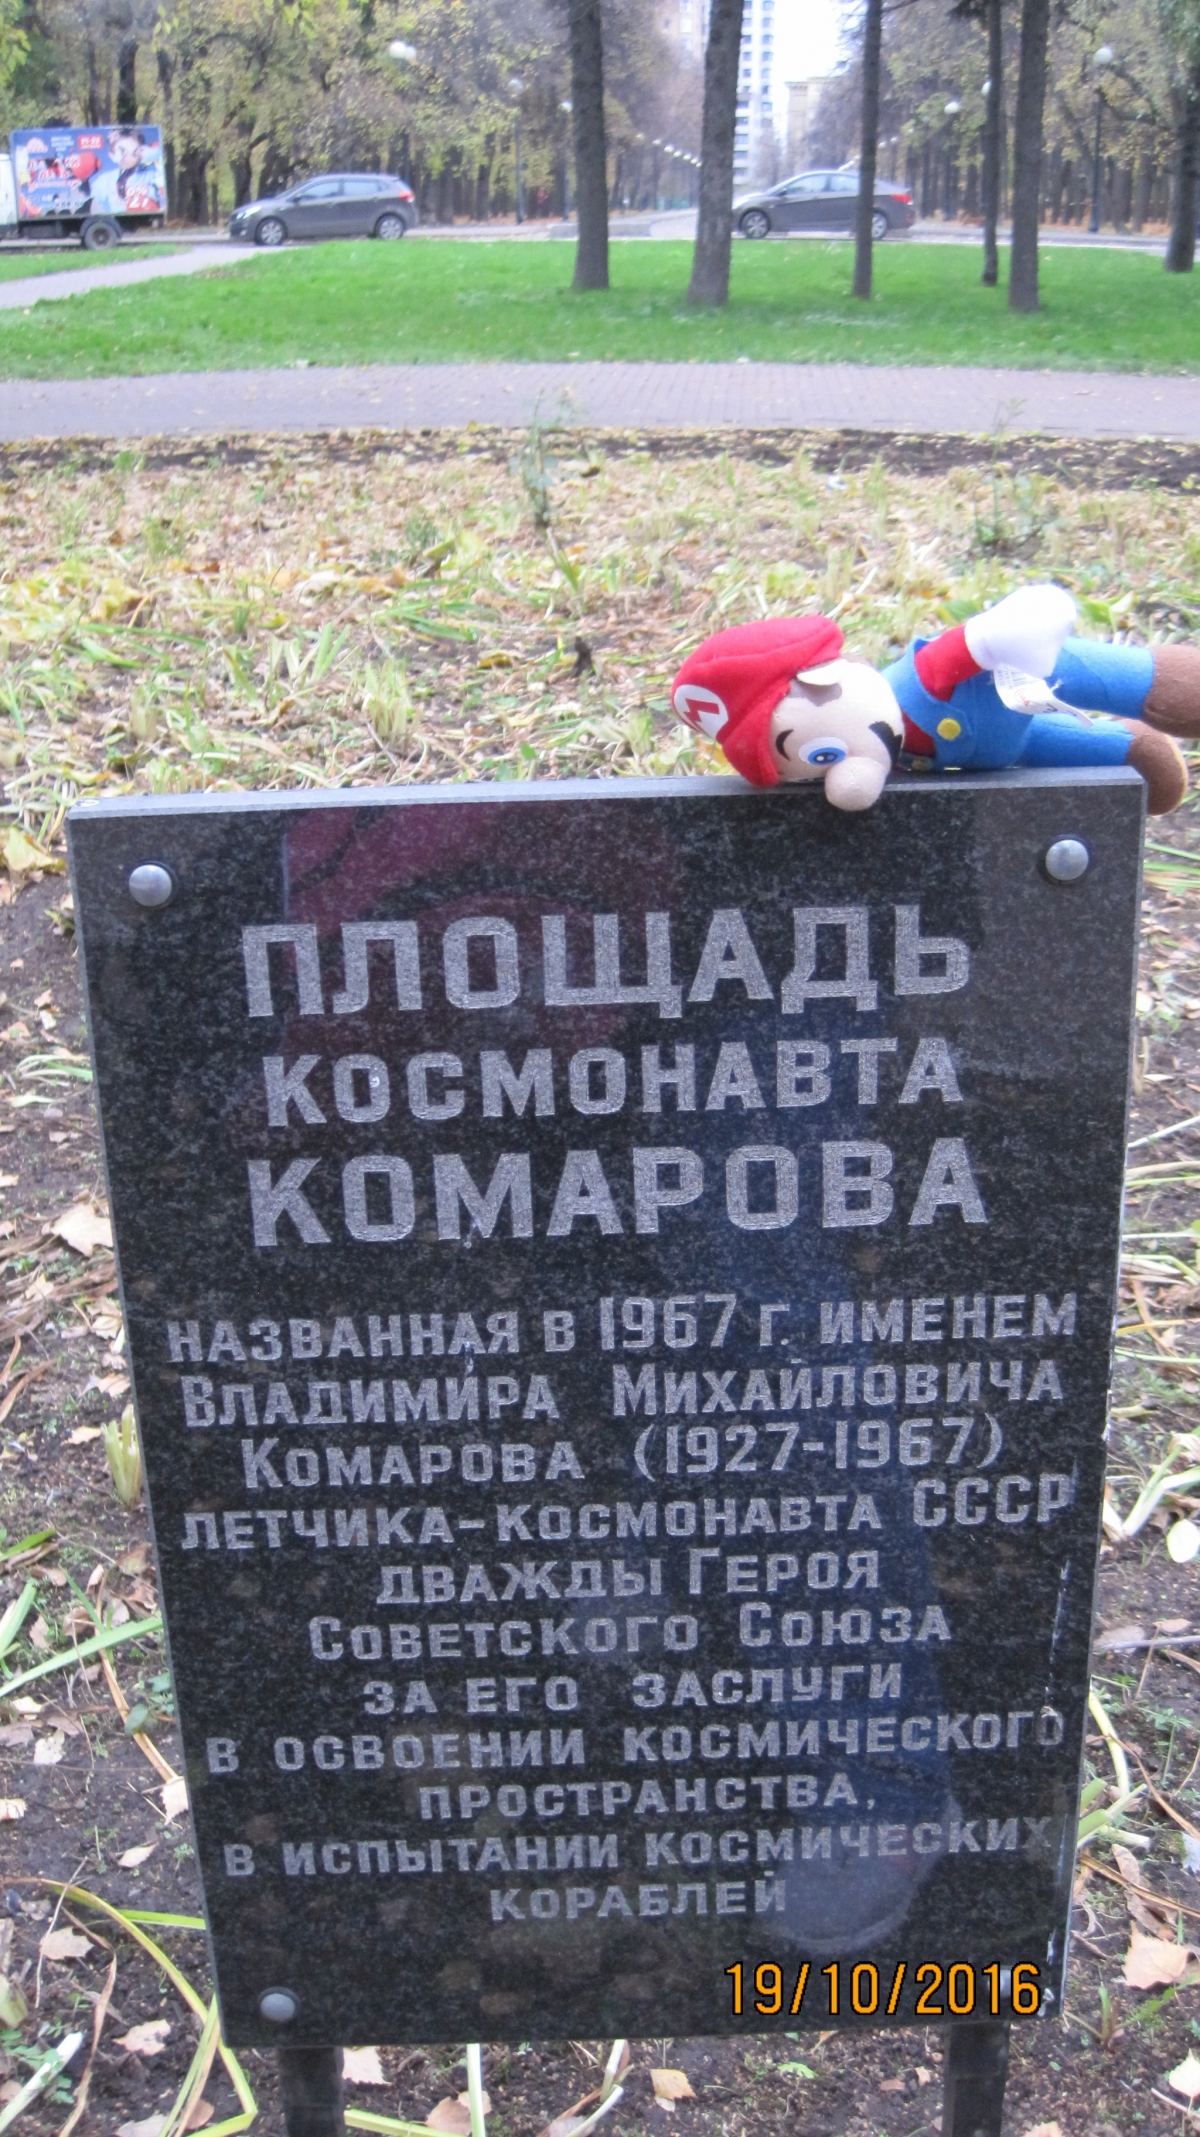 ПЛОЩАДЬ
КОСМОНАВТА
КОМАРОВА
НАЗВАННАЯ В 1967 Г. ИМЕНЕМ
ВЛАДИМИРА МИХАЙЛОВИЧА
КОМАРОВА (1927-1967)
ЛЕТЧИКА-КОСМОНАВТА СССР
ДВАЖДЫ ГЕРОЯ
СОВЕТСКОГО СОЮЗА
ЗА ЕГО ЗАСЛУГИ
В ОСВОЕНИИ КОСМИЧЕСКОГО
ПРОСТРАНСТВА,
В ИСПЫТАНИИ КОСМИЧЕСКИХ
КОРАБЛЕЙ
19/10/2016